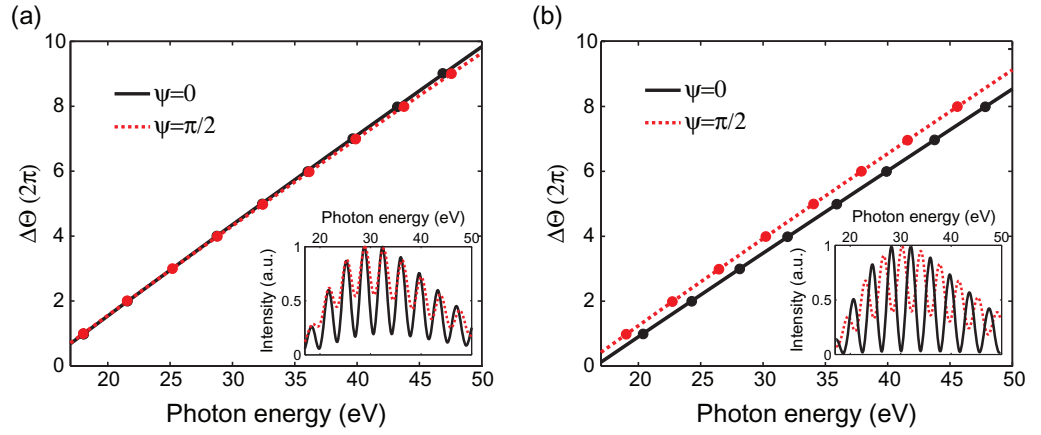 (a)
10
8
6
4
2
0
ΔΘ (2π)
ψ=0
ψ=π/2
Photon energy (eV)
20 30 40 50
1
0.5
0
Intensity (a.u.)
20 25 30 35 40 45 50
Photon energy (eV)
(b)
10
8
6
4
2
0
ΔΘ (2π)
ψ=0
ψ=π/2
Photon energy (eV)
20 30 40 50
1
0.5
0
Intensity (a.u.)
20 25 30 35 40 45 50
Photon energy (eV)